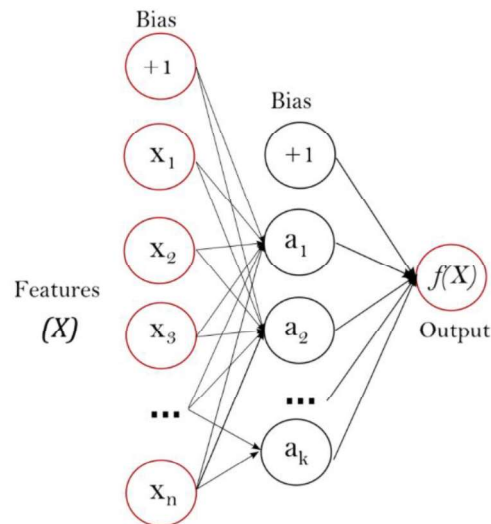 Bias
+1
x₁
x₂
Features
(X)
x₃
...
xₙ
Bias
+1
a₁
a₂
...
aₖ
f(X)
Output